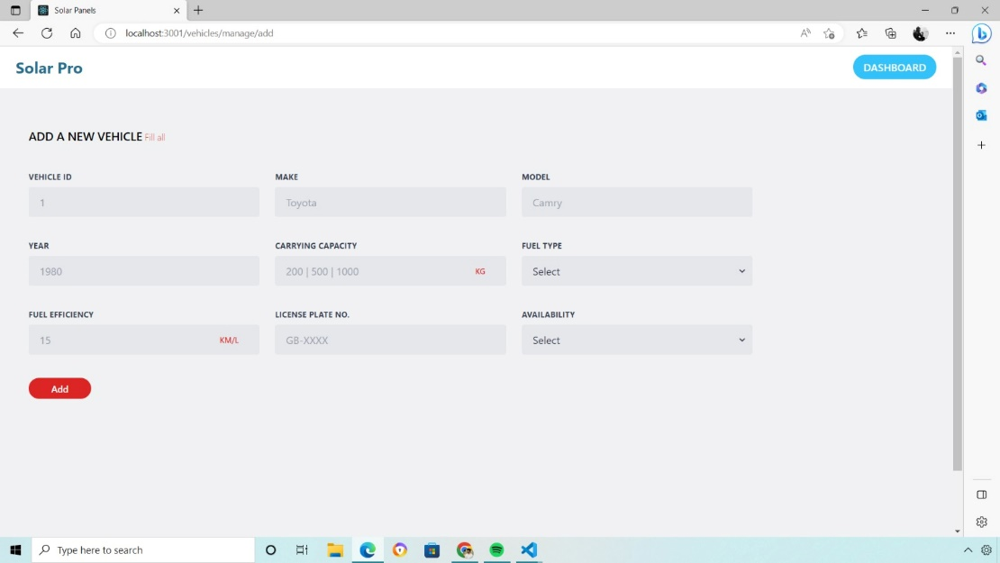 Solar Panels
localhost:3001/vehicles/manage/add
Solar Pro
DASHBOARD
ADD A NEW VEHICLE Fill all
VEHICLE ID MAKE MODEL
1 Toyota Camry
YEAR CARRYING CAPACITY FUEL TYPE
1980 200 | 500 | 1000 KG Select
FUEL EFFICIENCY LICENSE PLATE NO. AVAILABILITY
15 KM/L GB-XXXX Select
Add
Type here to search